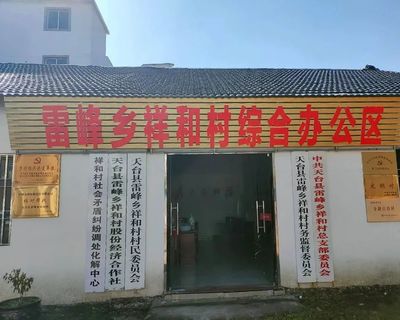 雷峰乡祥和村综合办公区
祥和村社会矛盾纠纷调处化解中心
天台县雷峰乡祥和村股份经济合作社
天台县雷峰乡祥和村村民委员会
天台县雷峰乡祥和村村务监督委员会
中共天台县雷峰乡祥和村总支部委员会